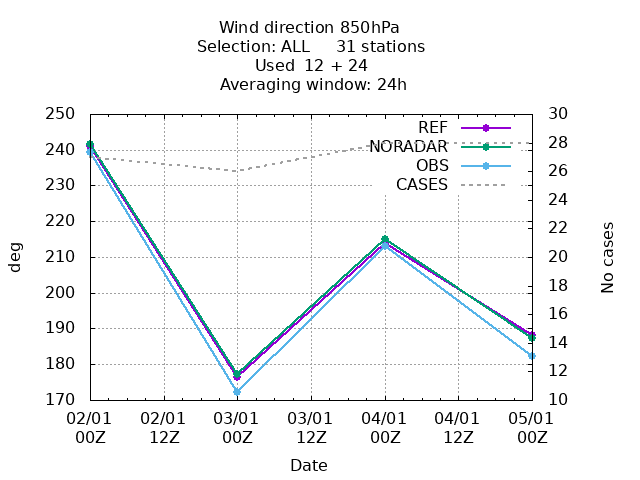 Wind direction 850hPa
Selection: ALL 31 stations
Used 12 + 24
Averaging window: 24h
250 30
REF
28
NORADAR
240
OBS
26
CASES
230
24
220
22
210
20
200
18
16
190
14
180
12
170 10
deg
No cases
02/01 02/01 03/01 03/01 04/01 04/01 05/01
00Z 12Z 00Z 12Z 00Z 12Z 00Z
Date